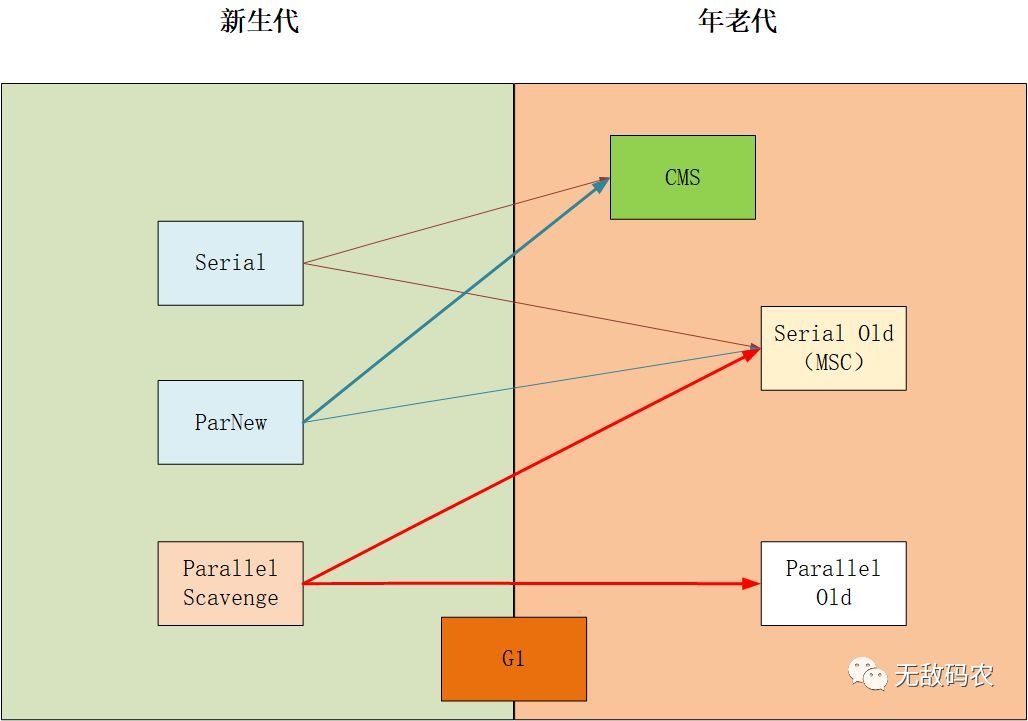 新生代
年老代
CMS
Serial
Serial Old
（MSC）
ParNew
Parallel
Scavenge
Parallel
Old
G1
无敌码农